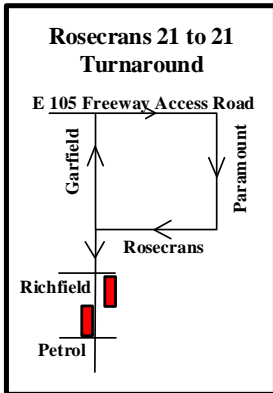 Rosecrans 21 to 21
Turnaround
E 105 Freeway Access Road
Garfield
Paramount
Rosecrans
Richfield
Petrol